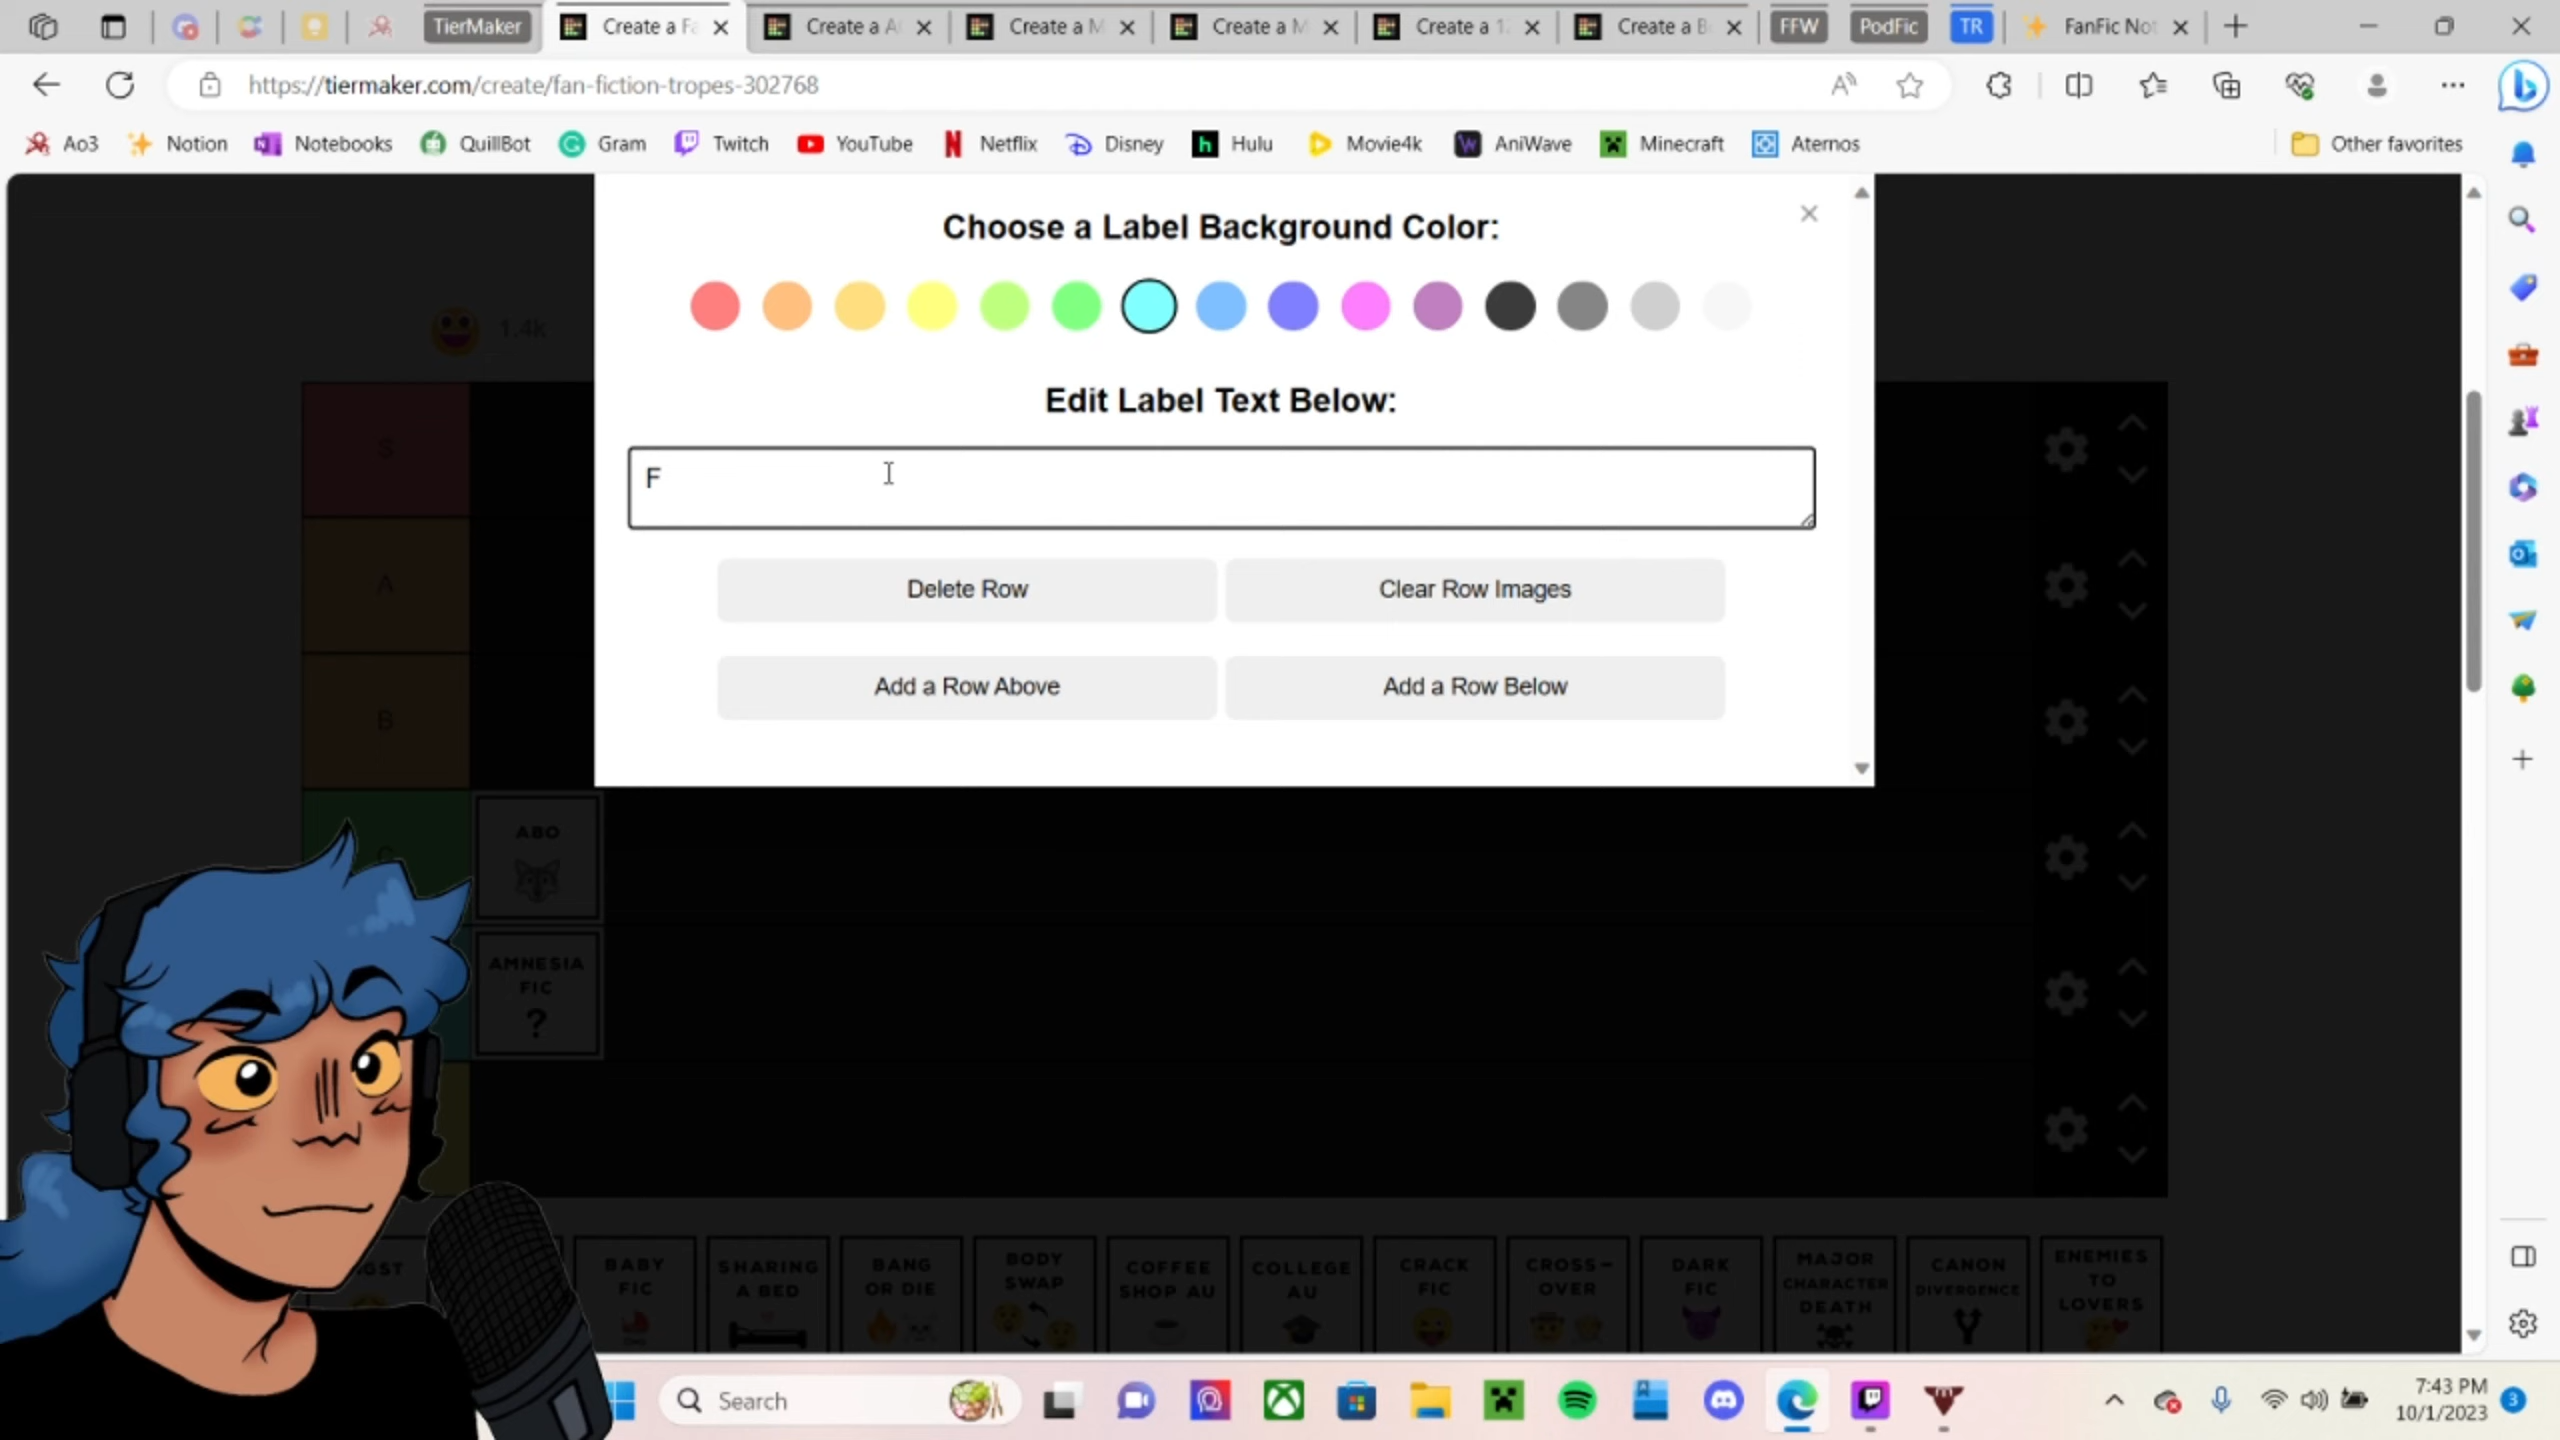 TierMaker
Create a Fa
Create a A
Create a M
Create a M
Create a 1
Create a B
FFW
PodFic
TR
FanFic Not
https://tiermaker.com/create/fan-fiction-tropes-302768
Ao3
Notion
Notebooks
QuillBot
Gram
Twitch
YouTube
Netflix
Disney
Hulu
Movie4k
AniWave
Minecraft
Aternos
Other favorites
Choose a Label Background Color:
1.4k
Edit Label Text Below:
F
Delete Row
Clear Row Images
Add a Row Above
Add a Row Below
S
A
B
C
ABO
AMNESIA
FIC
?
BABY
FIC
SHARING
A BED
BANG
OR DIE
BODY
SWAP
COFFEE
SHOP AU
COLLEGE
AU
CRACK
FIC
CROSS-
OVER
DARK
FIC
MAJOR
CHARACTER
DEATH
CANON
DIVERGENCE
ENEMIES
TO
LOVERS
Search
7:43 PM
10/1/2023
3